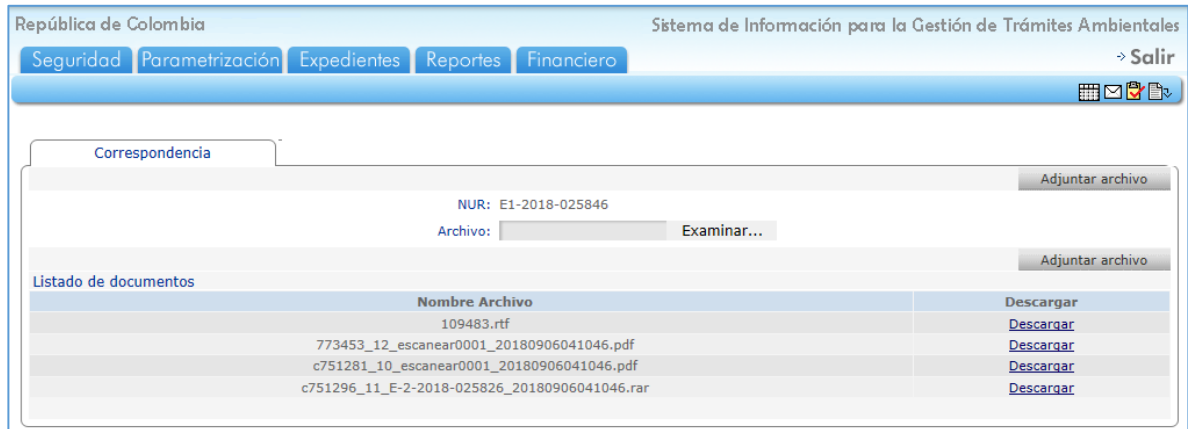 República de Colombia Sistema de Información para la Gestión de Trámites Ambientales
Seguridad Parametrización Expedientes Reportes Financiero Salir
Correspondencia
Adjuntar archivo
NUR: E1-2018-025846
Archivo: Examinar...
Adjuntar archivo
Listado de documentos
Nombre Archivo Descargar
109483.rtf Descargar
773453_12_escanear0001_20180906041046.pdf Descargar
c751281_10_escanear0001_20180906041046.pdf Descargar
c751296_11_E-2-2018-025826_20180906041046.rar Descargar